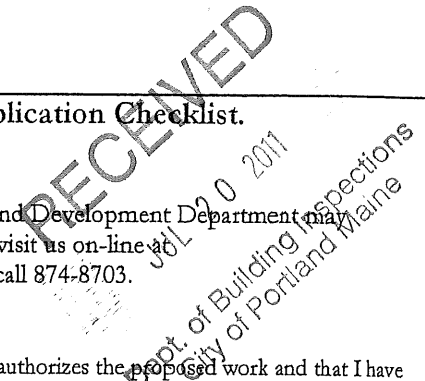 plication Checklist.
RECEIVED
JUL 20 2011
Dept. of Building Inspections
City of Portland Maine
nd Development Department may
visit us on-line at
call 874-8703.
authorizes the proposed work and that I have